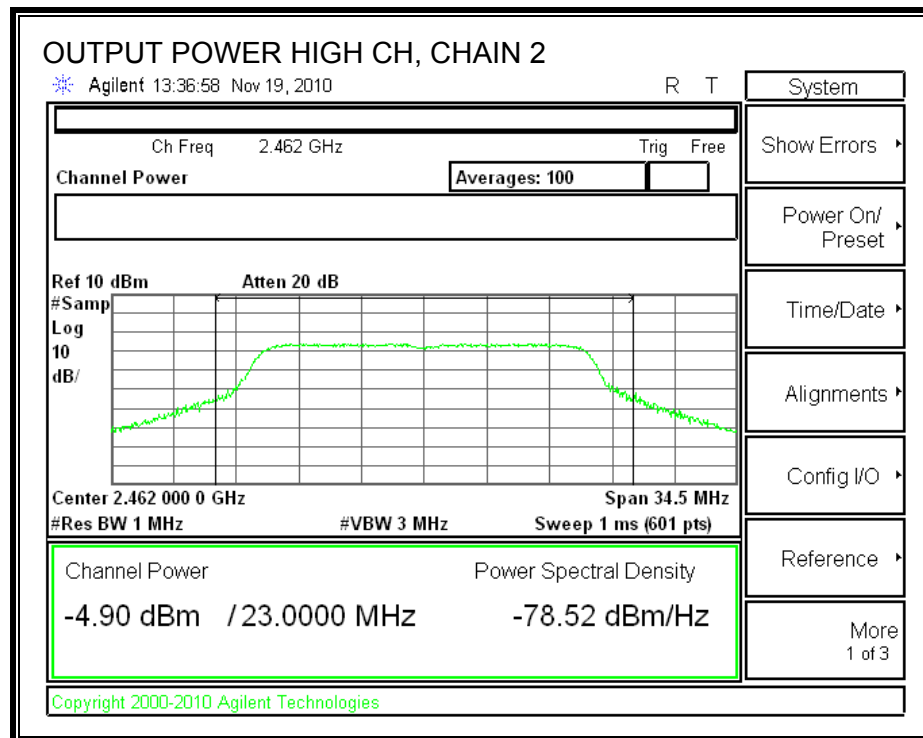 OUTPUT POWER HIGH CH, CHAIN 2
Agilent 13:36:58 Nov 19, 2010 R T System
Ch Freq 2.462 GHz Trig Free
Show Errors
Channel Power Averages: 100
Power On/
Preset
Ref 10 dBm Atten 20 dB
#Samp
Log
10
dB/
Time/Date
Alignments
Config I/O
Center 2.462 000 0 GHz Span 34.5 MHz
#Res BW 1 MHz #VBW 3 MHz Sweep 1 ms (601 pts)
Reference
Channel Power Power Spectral Density
-4.90 dBm / 23.0000 MHz -78.52 dBm/Hz
More
1 of 3
Copyright 2000-2010 Agilent Technologies